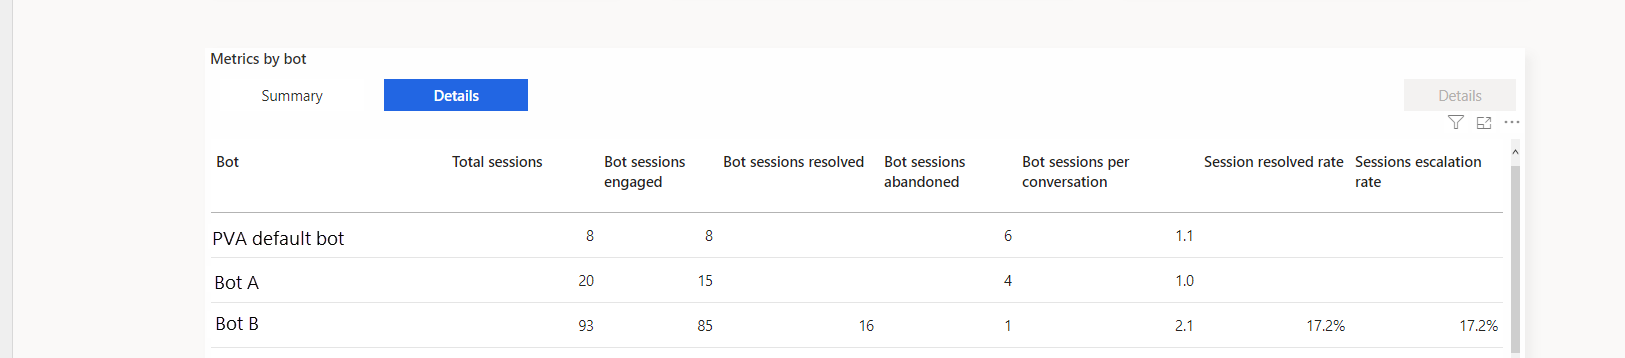 Metrics by bot
Summary Details Details
Bot Total sessions Bot sessions engaged Bot sessions resolved Bot sessions abandoned Bot sessions per conversation Session resolved rate Sessions escalation rate
PVA default bot 8 8 6 1.1
Bot A 20 15 4 1.0
Bot B 93 85 16 1 2.1 17.2% 17.2%